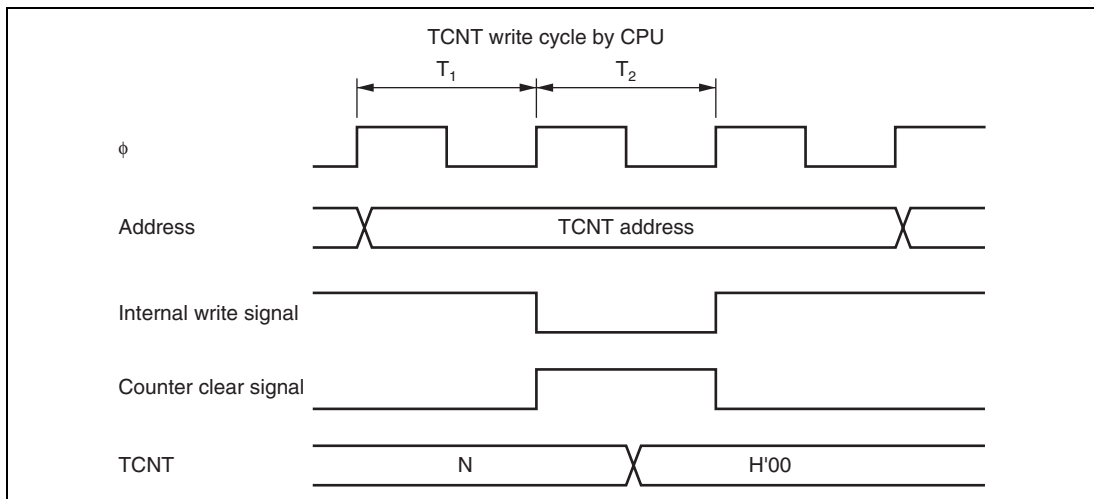 TCNT write cycle by CPU
T1 T2
ϕ
Address TCNT address
Internal write signal
Counter clear signal
TCNT N H'00